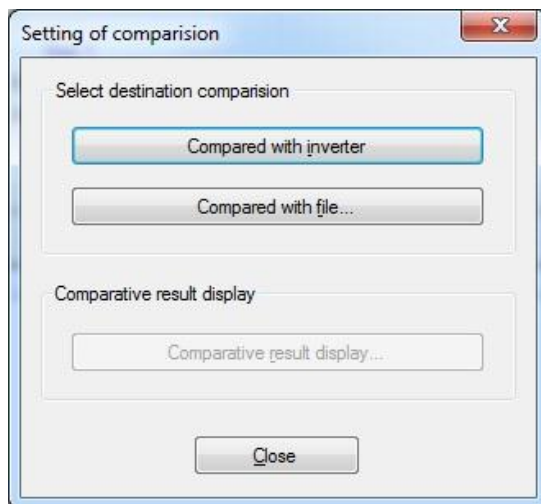 Setting of comparision
Select destination comparision
Compared with inverter
Compared with file...
Comparative result display
Comparative result display...
Close